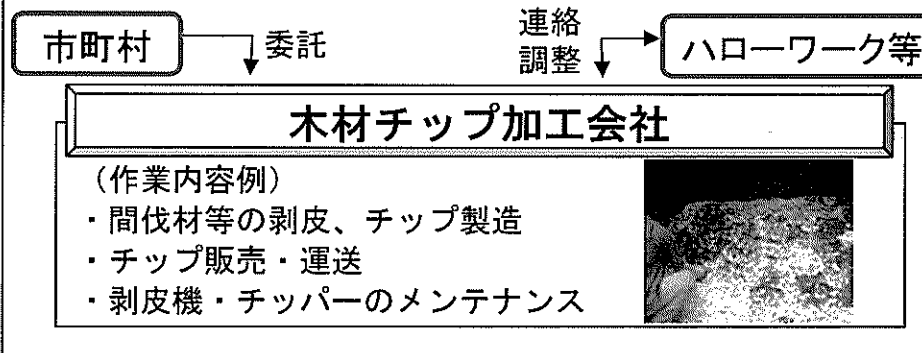 市町村
委託
連絡
調整
ハローワーク等
木材チップ加工会社
（作業内容例）
・間伐材等の剥皮、チップ製造
・チップ販売・運送
・剥皮機・チッパーのメンテナンス